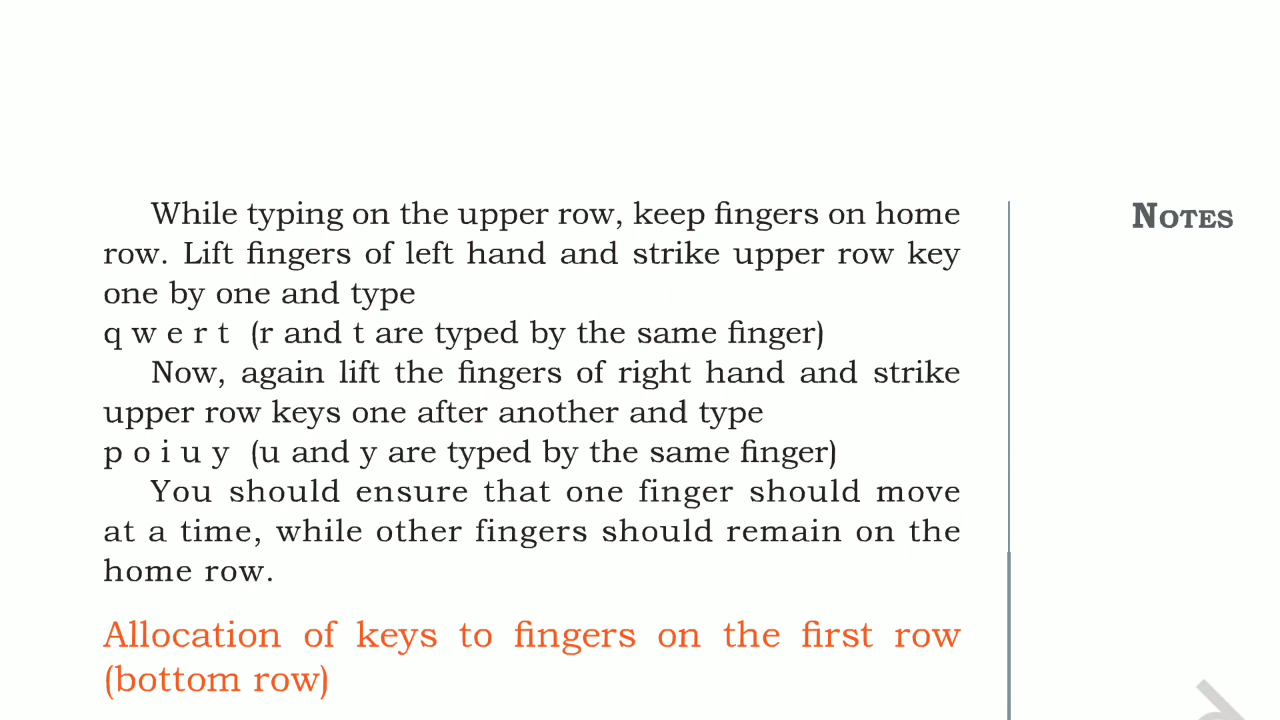 While typing on the upper row, keep fingers on home
row. Lift fingers of left hand and strike upper row key
one by one and type
q w e r t (r and t are typed by the same finger)
Now, again lift the fingers of right hand and strike
upper row keys one after another and type
p o i u y (u and y are typed by the same finger)
You should ensure that one finger should move
at a time, while other fingers should remain on the
home row.
Allocation of keys to fingers on the first row
(bottom row)
NOTES